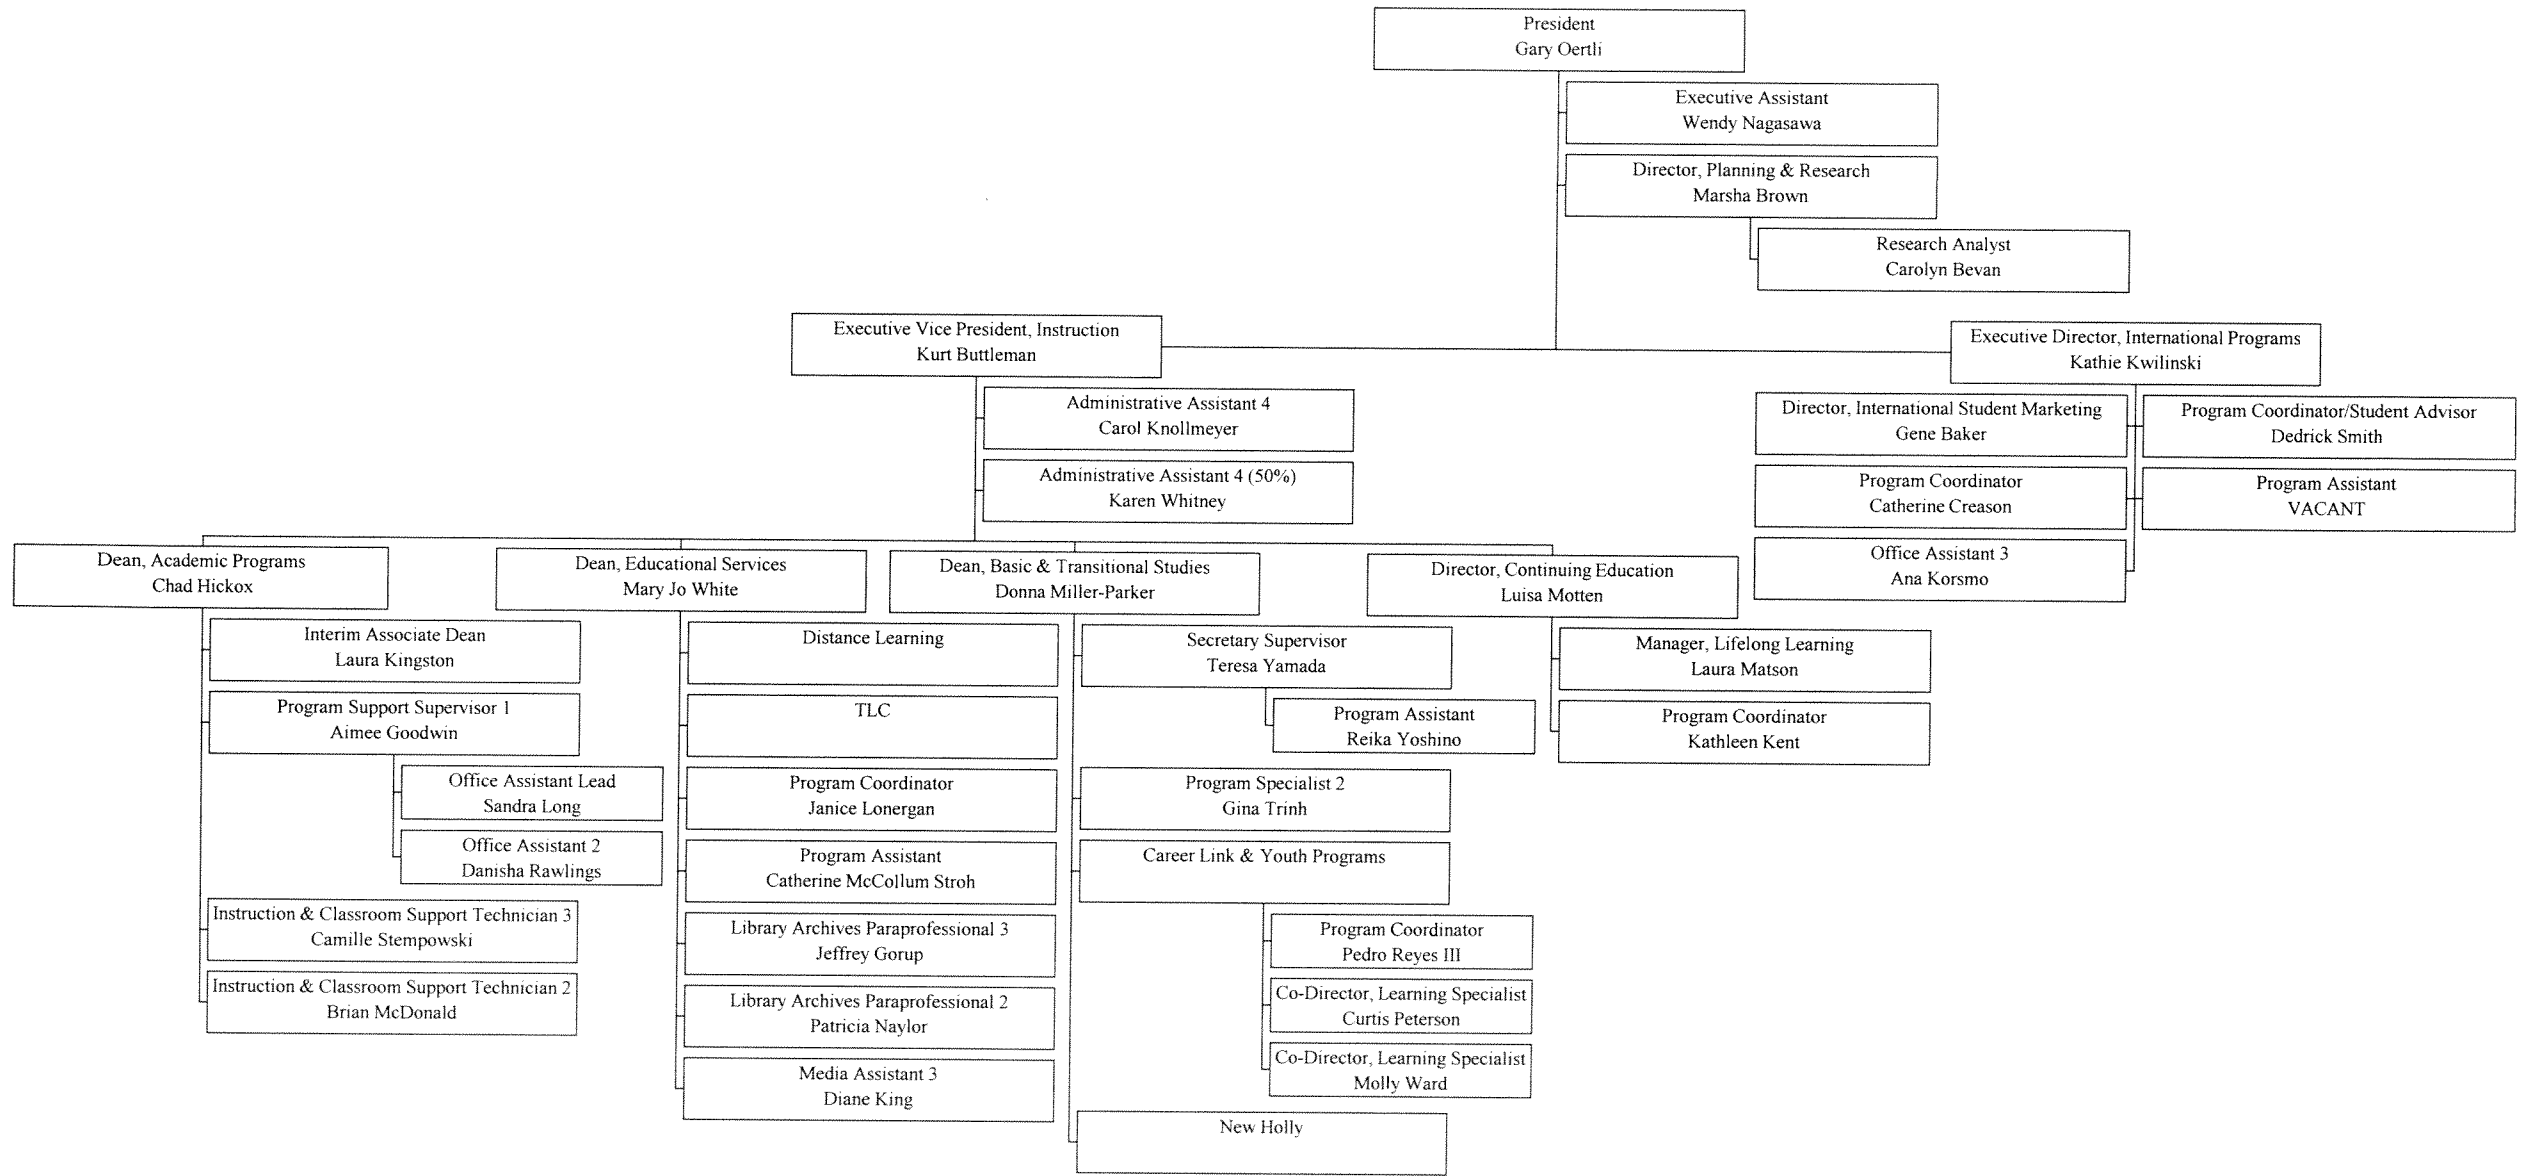 President
Gary Oertli
Executive Assistant
Wendy Nagasawa
Director, Planning & Research
Marsha Brown
Research Analyst
Carolyn Bevan
Executive Vice President, Instruction
Kurt Buttleman
Administrative Assistant 4
Carol Knollmeyer
Administrative Assistant 4 (50%)
Karen Whitney
Executive Director, International Programs
Kathie Kwilinski
Director, International Student Marketing
Gene Baker
Program Coordinator/Student Advisor
Dedrick Smith
Program Coordinator
Catherine Creason
Program Assistant
VACANT
Office Assistant 3
Ana Korsmo
Dean, Academic Programs
Chad Hickox
Interim Associate Dean
Laura Kingston
Program Support Supervisor 1
Aimee Goodwin
Office Assistant Lead
Sandra Long
Office Assistant 2
Danisha Rawlings
Instruction & Classroom Support Technician 3
Camille Stempowski
Instruction & Classroom Support Technician 2
Brian McDonald
Dean, Educational Services
Mary Jo White
Distance Learning
TLC
Program Coordinator
Janice Lonergan
Program Assistant
Catherine McCollum Stroh
Library Archives Paraprofessional 3
Jeffrey Gorup
Library Archives Paraprofessional 2
Patricia Naylor
Media Assistant 3
Diane King
Dean, Basic & Transitional Studies
Donna Miller-Parker
Secretary Supervisor
Teresa Yamada
Program Assistant
Reika Yoshino
Program Specialist 2
Gina Trinh
Career Link & Youth Programs
Program Coordinator
Pedro Reyes III
Co-Director, Learning Specialist
Curtis Peterson
Co-Director, Learning Specialist
Molly Ward
New Holly
Director, Continuing Education
Luisa Motten
Manager, Lifelong Learning
Laura Matson
Program Coordinator
Kathleen Kent